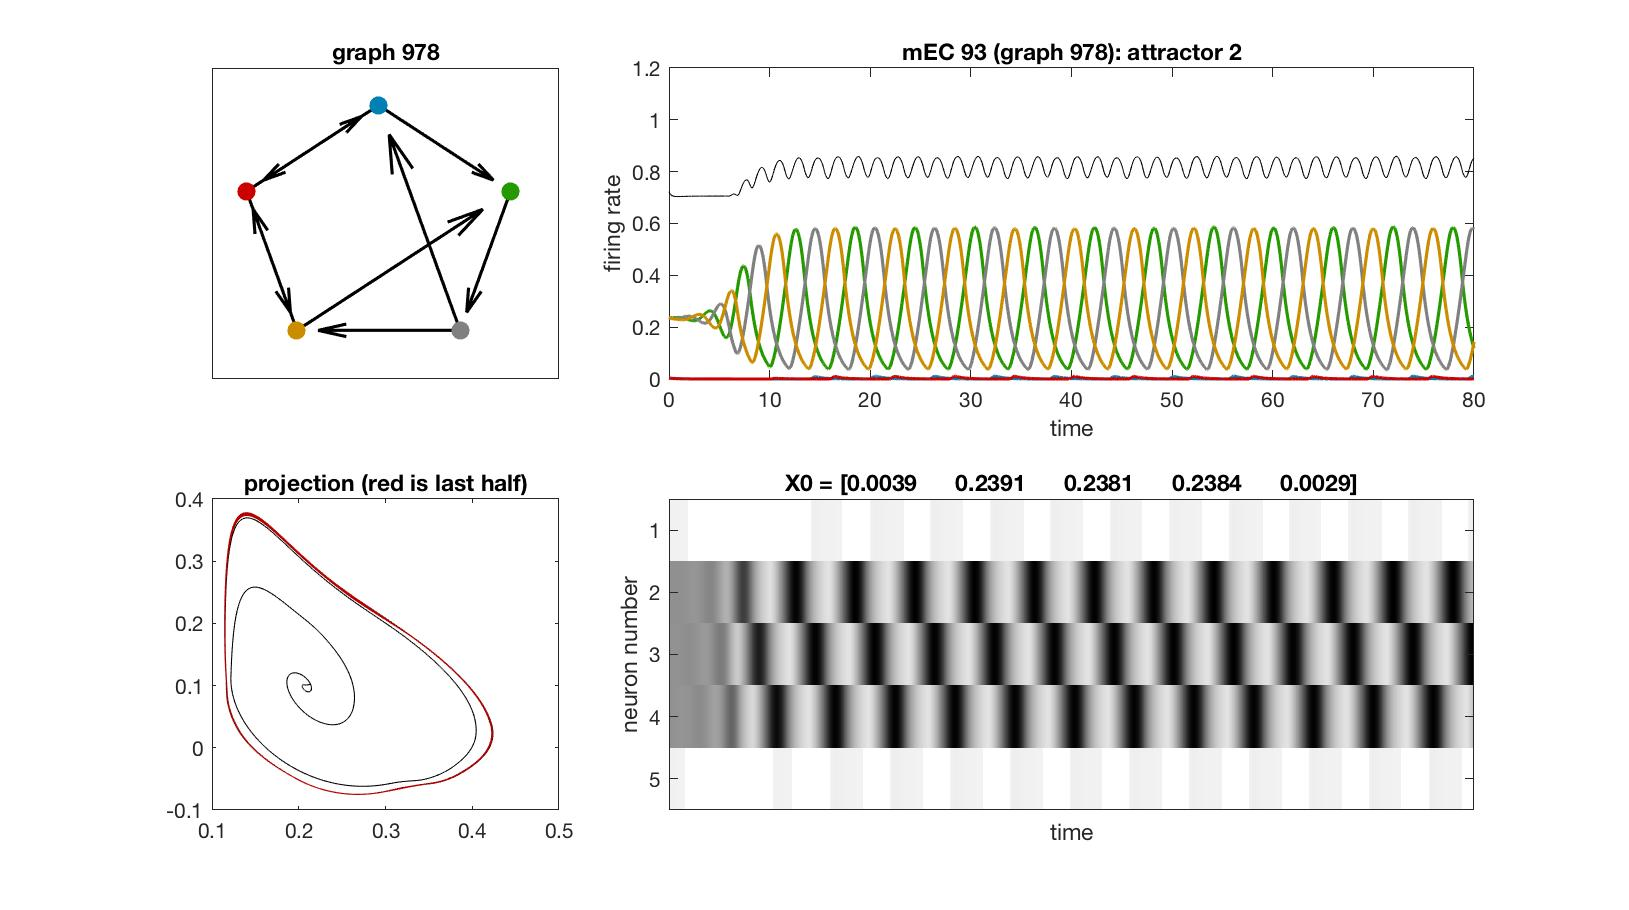 graph 978
mEC 93 (graph 978): attractor 2
firing rate
1.2
1
0.8
0.6
0.4
0.2
0
0 10 20 30 40 50 60 70 80
time
projection (red is last half)
0.4
0.3
0.2
0.1
0
-0.1
0.1 0.2 0.3 0.4 0.5
X0 = [0.0039 0.2391 0.2381 0.2384 0.0029]
neuron number
1
2
3
4
5
time